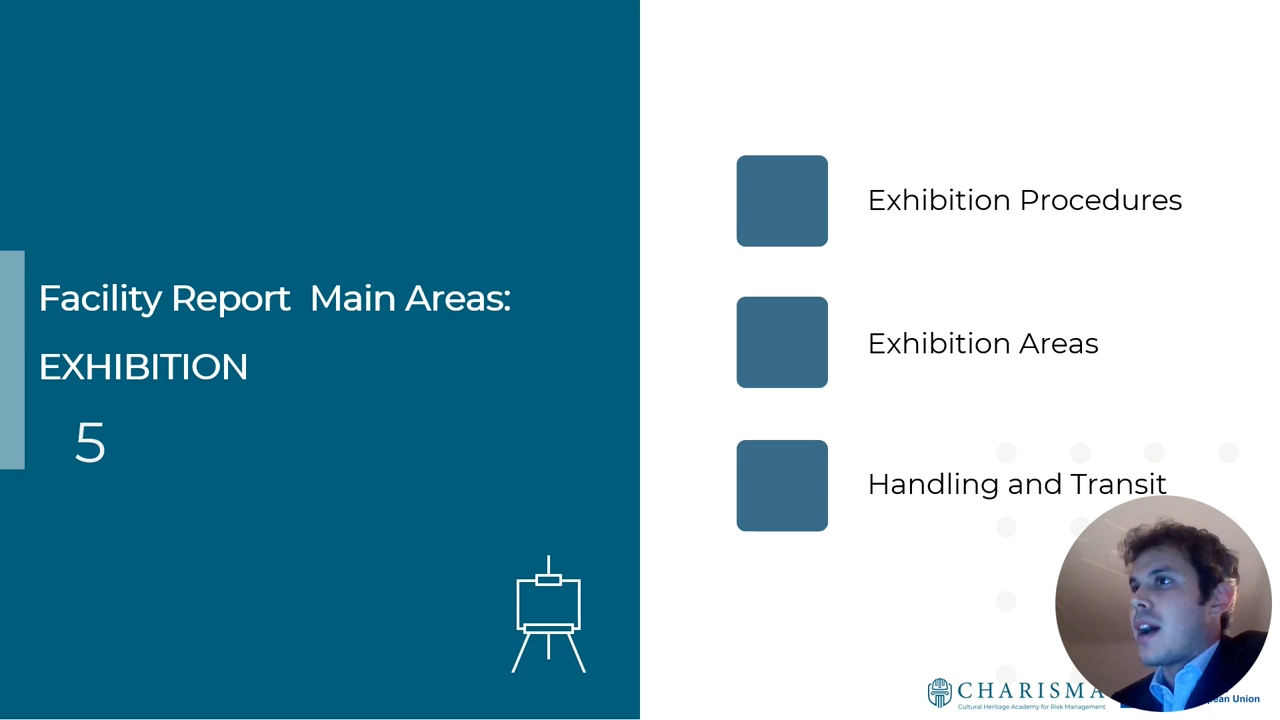 Facility Report Main Areas:
EXHIBITION
5
Exhibition Procedures
Exhibition Areas
Handling and Transit
CHARISMA
Cultural Heritage Academy for Risk Management
Union